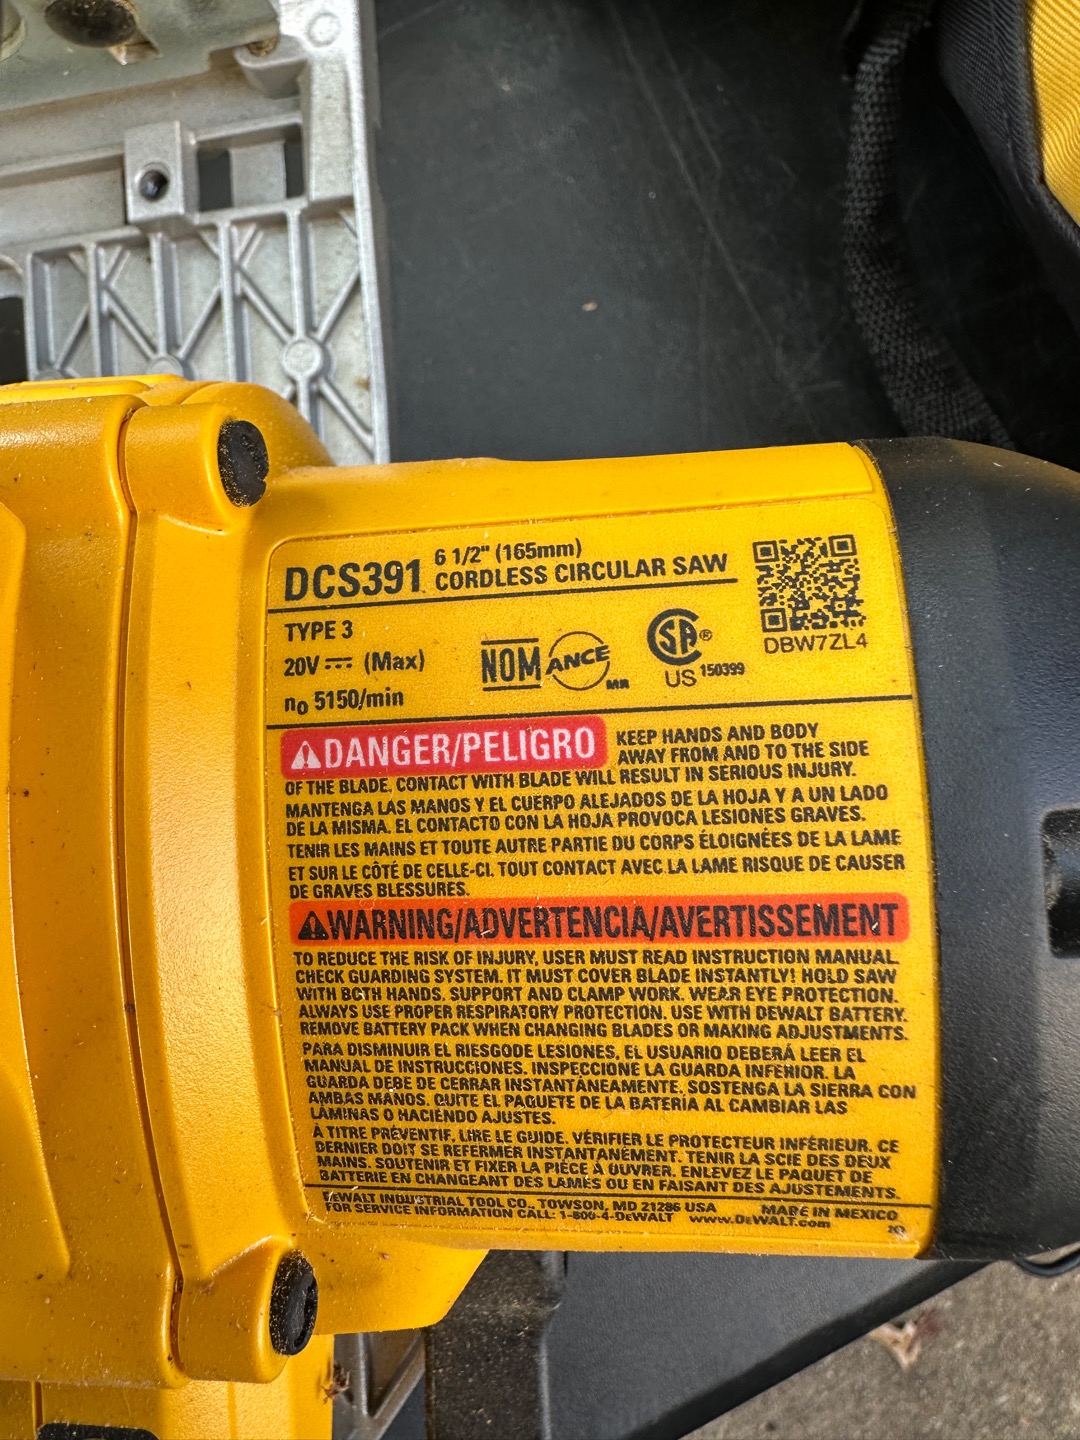 DCS391 6 1/2" (165mm)
CORDLESS CIRCULAR SAW
TYPE 3
20V ⎓ (Max)
n₀ 5150/min
NOM ANCE MR
SA ® US 150399
DBW7ZL4
⚠DANGER/PELIGRO KEEP HANDS AND BODY
AWAY FROM AND TO THE SIDE
OF THE BLADE. CONTACT WITH BLADE WILL RESULT IN SERIOUS INJURY.
MANTENGA LAS MANOS Y EL CUERPO ALEJADOS DE LA HOJA Y A UN LADO
DE LA MISMA. EL CONTACTO CON LA HOJA PROVOCA LESIONES GRAVES.
TENIR LES MAINS ET TOUTE AUTRE PARTIE DU CORPS ÉLOIGNÉES DE LA LAME
ET SUR LE CÔTÉ DE CELLE-CI. TOUT CONTACT AVEC LA LAME RISQUE DE CAUSER
DE GRAVES BLESSURES.
⚠WARNING/ADVERTENCIA/AVERTISSEMENT
TO REDUCE THE RISK OF INJURY, USER MUST READ INSTRUCTION MANUAL.
CHECK GUARDING SYSTEM. IT MUST COVER BLADE INSTANTLY! HOLD SAW
WITH BOTH HANDS. SUPPORT AND CLAMP WORK. WEAR EYE PROTECTION.
ALWAYS USE PROPER RESPIRATORY PROTECTION. USE WITH DEWALT BATTERY.
REMOVE BATTERY PACK WHEN CHANGING BLADES OR MAKING ADJUSTMENTS.
PARA DISMINUIR EL RIESGODE LESIONES, EL USUARIO DEBERÁ LEER EL
MANUAL DE INSTRUCCIONES. INSPECCIONE LA GUARDA INFERIOR. LA
GUARDA DEBE DE CERRAR INSTANTÁNEAMENTE. SOSTENGA LA SIERRA CON
AMBAS MANOS. QUITE EL PAQUETE DE LA BATERÍA AL CAMBIAR LAS
LÁMINAS O HACIENDO AJUSTES.
À TITRE PRÉVENTIF, LIRE LE GUIDE. VÉRIFIER LE PROTECTEUR INFÉRIEUR. CE
DERNIER DOIT SE REFERMER INSTANTANÉMENT. TENIR LA SCIE DES DEUX
MAINS. SOUTENIR ET FIXER LA PIÈCE À OUVRER. ENLEVEZ LE PAQUET DE
BATTERIE EN CHANGEANT DES LAMES OU EN FAISANT DES AJUSTEMENTS.
DEWALT INDUSTRIAL TOOL CO., TOWSON, MD 21286 USA MADE IN MEXICO
FOR SERVICE INFORMATION CALL: 1-800-4-DeWALT www.DeWALT.com